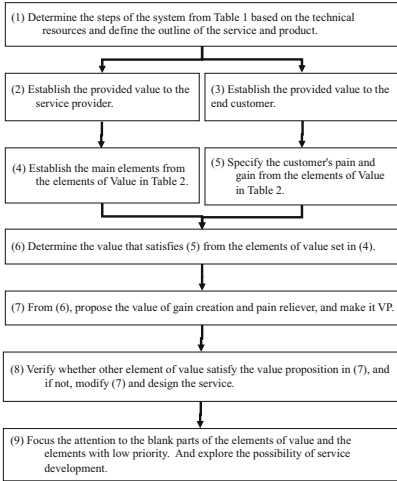 (1) Determine the steps of the system from Table 1 based on the technical
resources and define the outline of the service and product.
(2) Establish the provided value to the
service provider.
(3) Establish the provided value to the
end customer.
(4) Establish the main elements from
the elements of Value in Table 2.
(5) Specify the customer's pain and
gain from the elements of Value
in Table 2.
(6) Determine the value that satisfies (5) from the elements of value set in (4).
(7) From (6), propose the value of gain creation and pain reliever, and make it VP.
(8) Verify whether other element of value satisfy the value proposition in (7), and
if not, modify (7) and design the service.
(9) Focus the attention to the blank parts of the elements of value and the
elements with low priority. And explore the possibility of service
development.